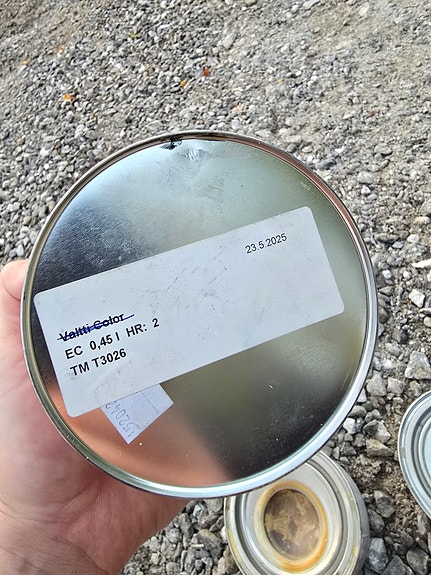 23.5.2025
Valtti Color
EC 0,45 l HR: 2
TM T3026